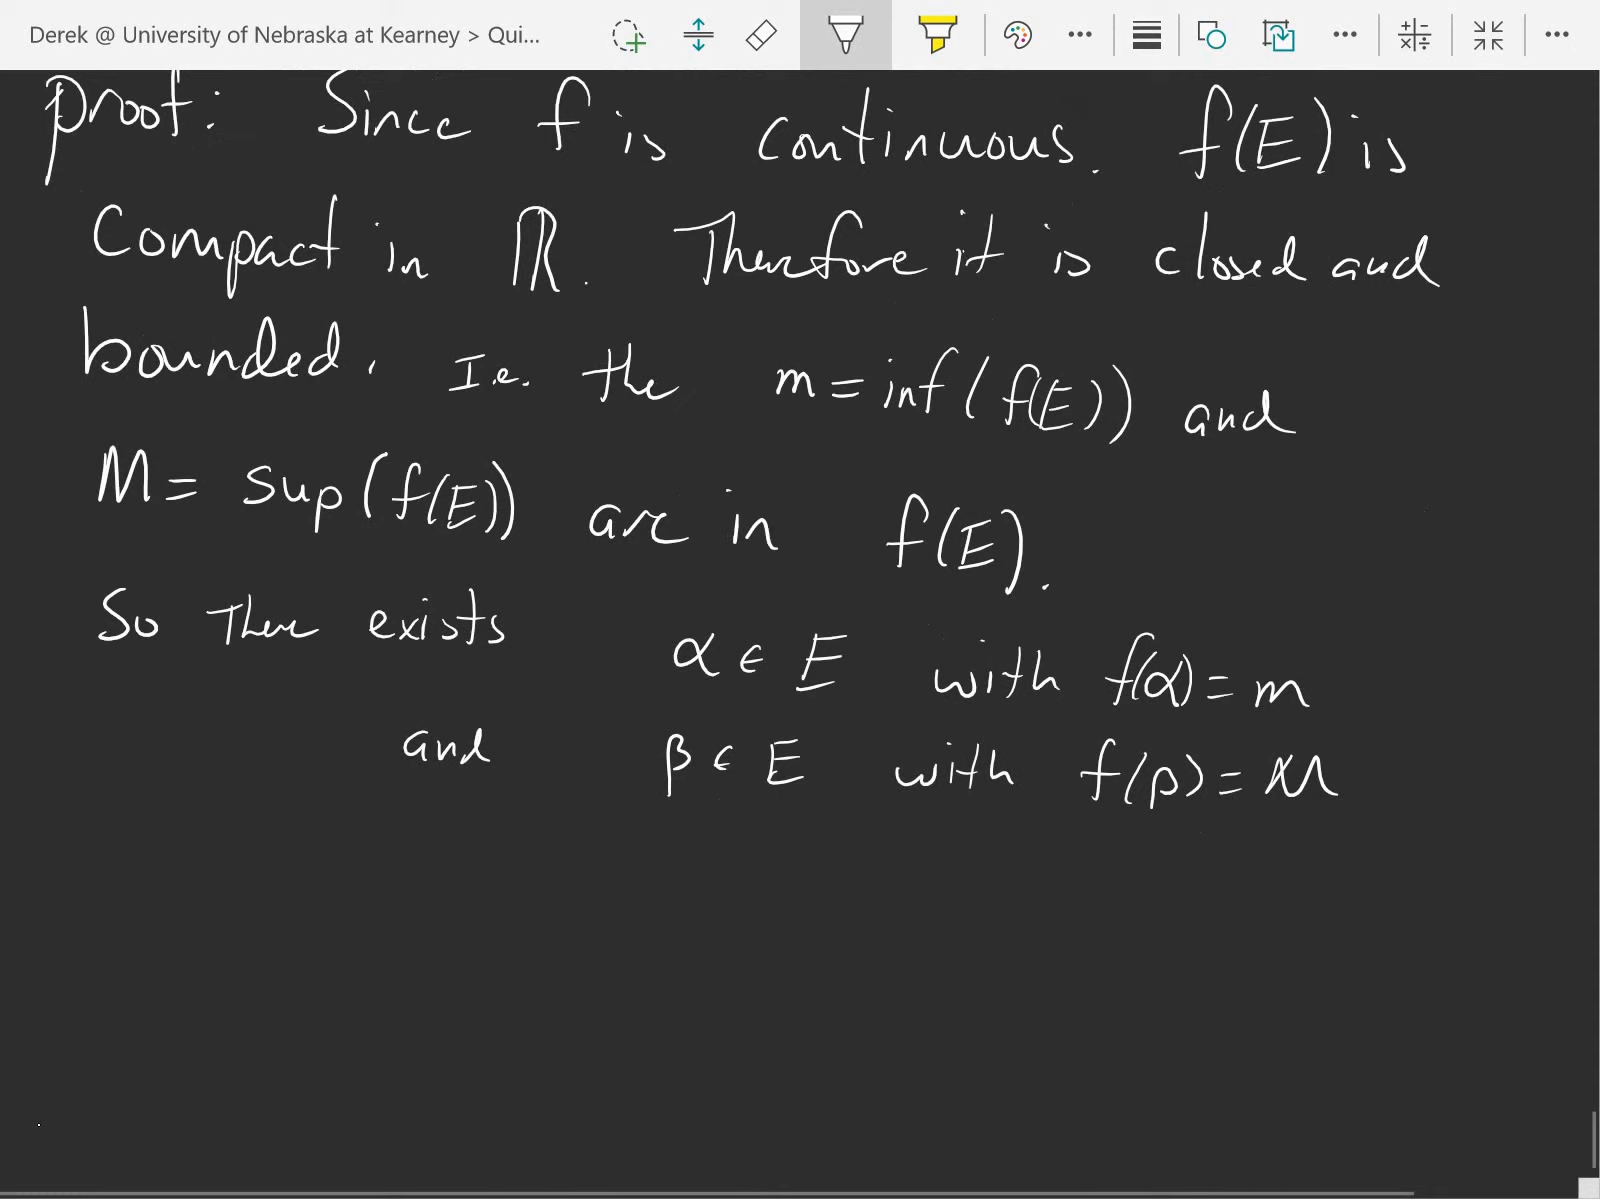 Derek @ University of Nebraska at Kearney > Qui...
proof: Since f is continuous. f(E) is
Compact in ℝ. Therefore it is closed and
bounded. I.e. the m = inf(f(E)) and
M = sup(f(E)) are in f(E).
So There exists α ∈ E with f(α) = m
and β ∈ E with f(β) = M